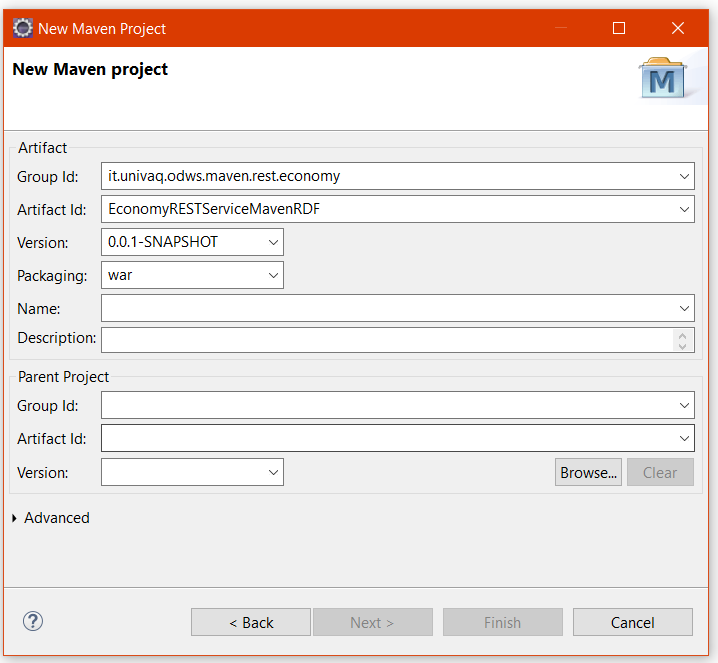 New Maven Project
New Maven project
M
Artifact
Group Id: it.univaq.odws.maven.rest.economy
Artifact Id: EconomyRESTServiceMavenRDF
Version: 0.0.1-SNAPSHOT
Packaging: war
Name:
Description:
Parent Project
Group Id:
Artifact Id:
Version: Browse... Clear
Advanced
? < Back Next > Finish Cancel